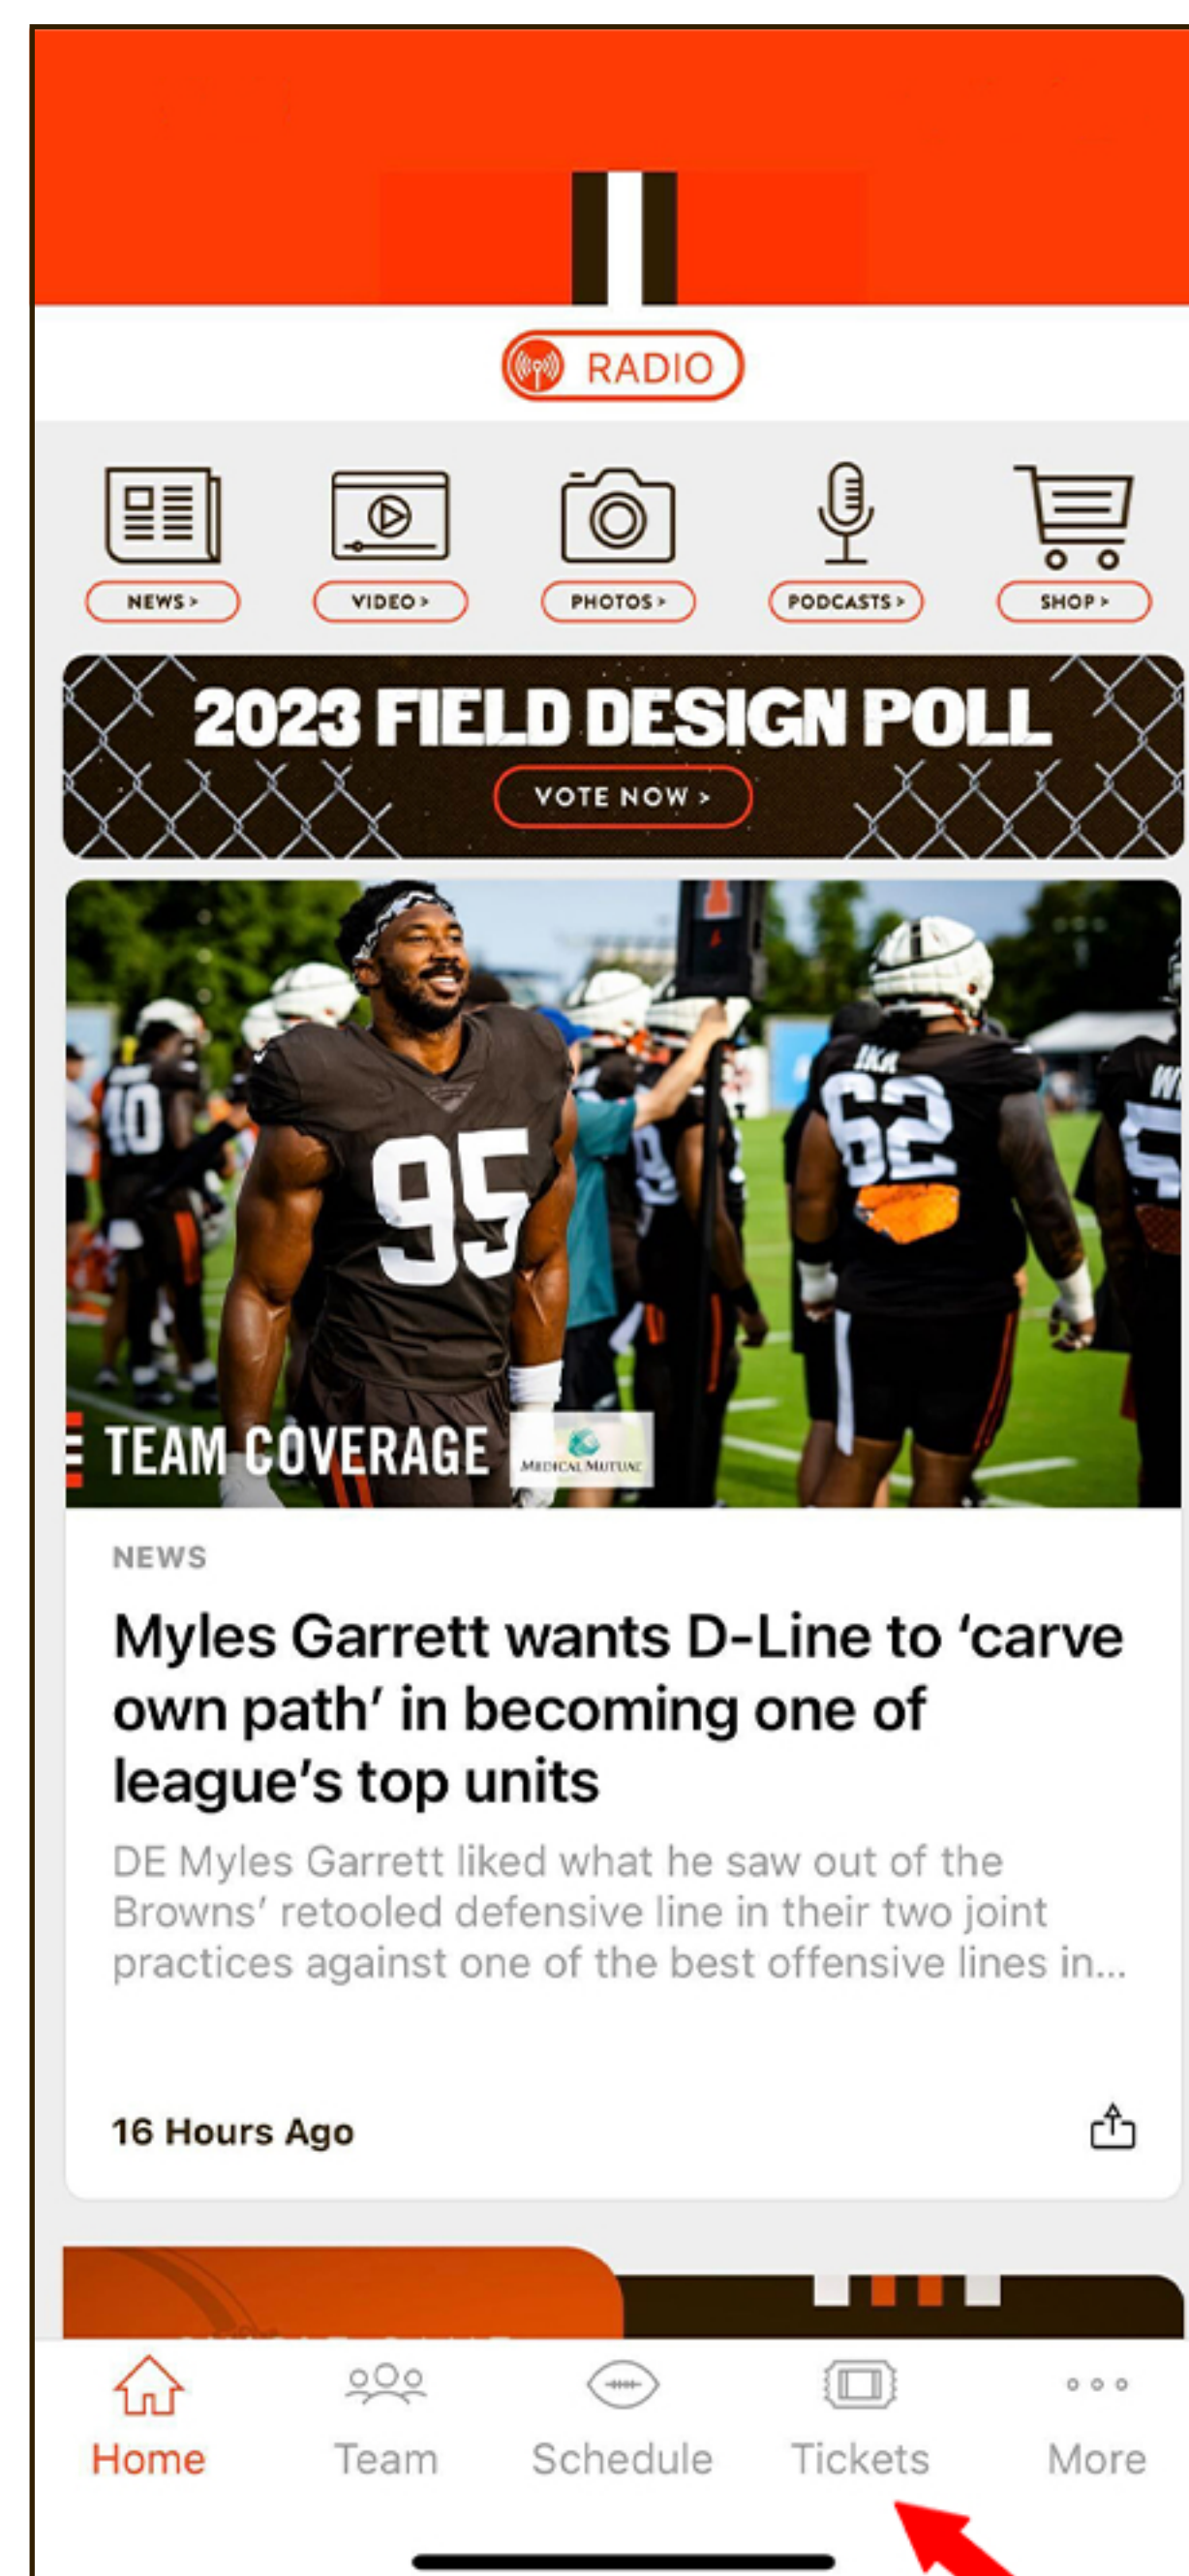 RADIO
NEWS >
VIDEO >
PHOTOS >
PODCASTS >
SHOP >
2023 FIELD DESIGN POLL
VOTE NOW >
40
95
IKA
62
TEAM COVERAGE
MEDICAL MUTUAL
NEWS
Myles Garrett wants D-Line to ‘carve
own path’ in becoming one of
league’s top units
DE Myles Garrett liked what he saw out of the
Browns’ retooled defensive line in their two joint
practices against one of the best offensive lines in...
16 Hours Ago
Home
Team
Schedule
Tickets
More